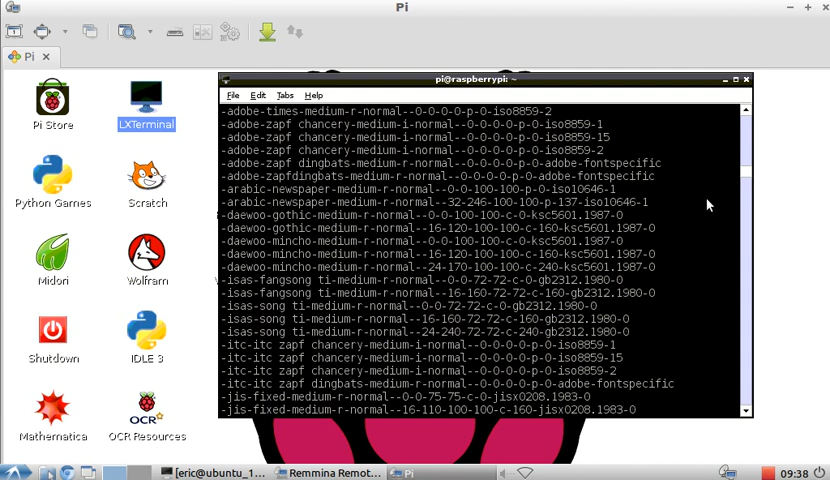 Pi
Pi
Pi Store
LXTerminal
Python Games
Scratch
Midori
Wolfram
Shutdown
IDLE 3
Mathematica
OCR
OCR Resources
pi@raspberrypi: ~
File Edit Tabs Help
-adobe-times-medium-r-normal--0-0-0-0-p-0-iso8859-2
-adobe-zapf chancery-medium-i-normal--0-0-0-0-p-0-iso8859-1
-adobe-zapf chancery-medium-i-normal--0-0-0-0-p-0-iso8859-15
-adobe-zapf chancery-medium-i-normal--0-0-0-0-p-0-iso8859-2
-adobe-zapf dingbats-medium-r-normal--0-0-0-0-p-0-adobe-fontspecific
-adobe-zapfdingbats-medium-r-normal--0-0-0-0-p-0-adobe-fontspecific
-arabic-newspaper-medium-r-normal--0-0-100-100-p-0-iso10646-1
-arabic-newspaper-medium-r-normal--32-246-100-100-p-137-iso10646-1
-daewoo-gothic-medium-r-normal--0-0-100-100-c-0-ksc5601.1987-0
-daewoo-gothic-medium-r-normal--16-120-100-100-c-160-ksc5601.1987-0
-daewoo-mincho-medium-r-normal--0-0-100-100-c-0-ksc5601.1987-0
-daewoo-mincho-medium-r-normal--16-120-100-100-c-160-ksc5601.1987-0
-daewoo-mincho-medium-r-normal--24-170-100-100-c-240-ksc5601.1987-0
-isas-fangsong ti-medium-r-normal--0-0-72-72-c-0-gb2312.1980-0
-isas-fangsong ti-medium-r-normal--16-160-72-72-c-160-gb2312.1980-0
-isas-song ti-medium-r-normal--0-0-72-72-c-0-gb2312.1980-0
-isas-song ti-medium-r-normal--16-160-72-72-c-160-gb2312.1980-0
-isas-song ti-medium-r-normal--24-240-72-72-c-240-gb2312.1980-0
-itc-itc zapf chancery-medium-i-normal--0-0-0-0-p-0-iso8859-1
-itc-itc zapf chancery-medium-i-normal--0-0-0-0-p-0-iso8859-15
-itc-itc zapf chancery-medium-i-normal--0-0-0-0-p-0-iso8859-2
-itc-itc zapf dingbats-medium-r-normal--0-0-0-0-p-0-adobe-fontspecific
-jis-fixed-medium-r-normal--0-0-75-75-c-0-jisx0208.1983-0
-jis-fixed-medium-r-normal--16-110-100-100-c-160-jisx0208.1983-0
[eric@ubuntu_1... Remmina Remot... Pi 09:38